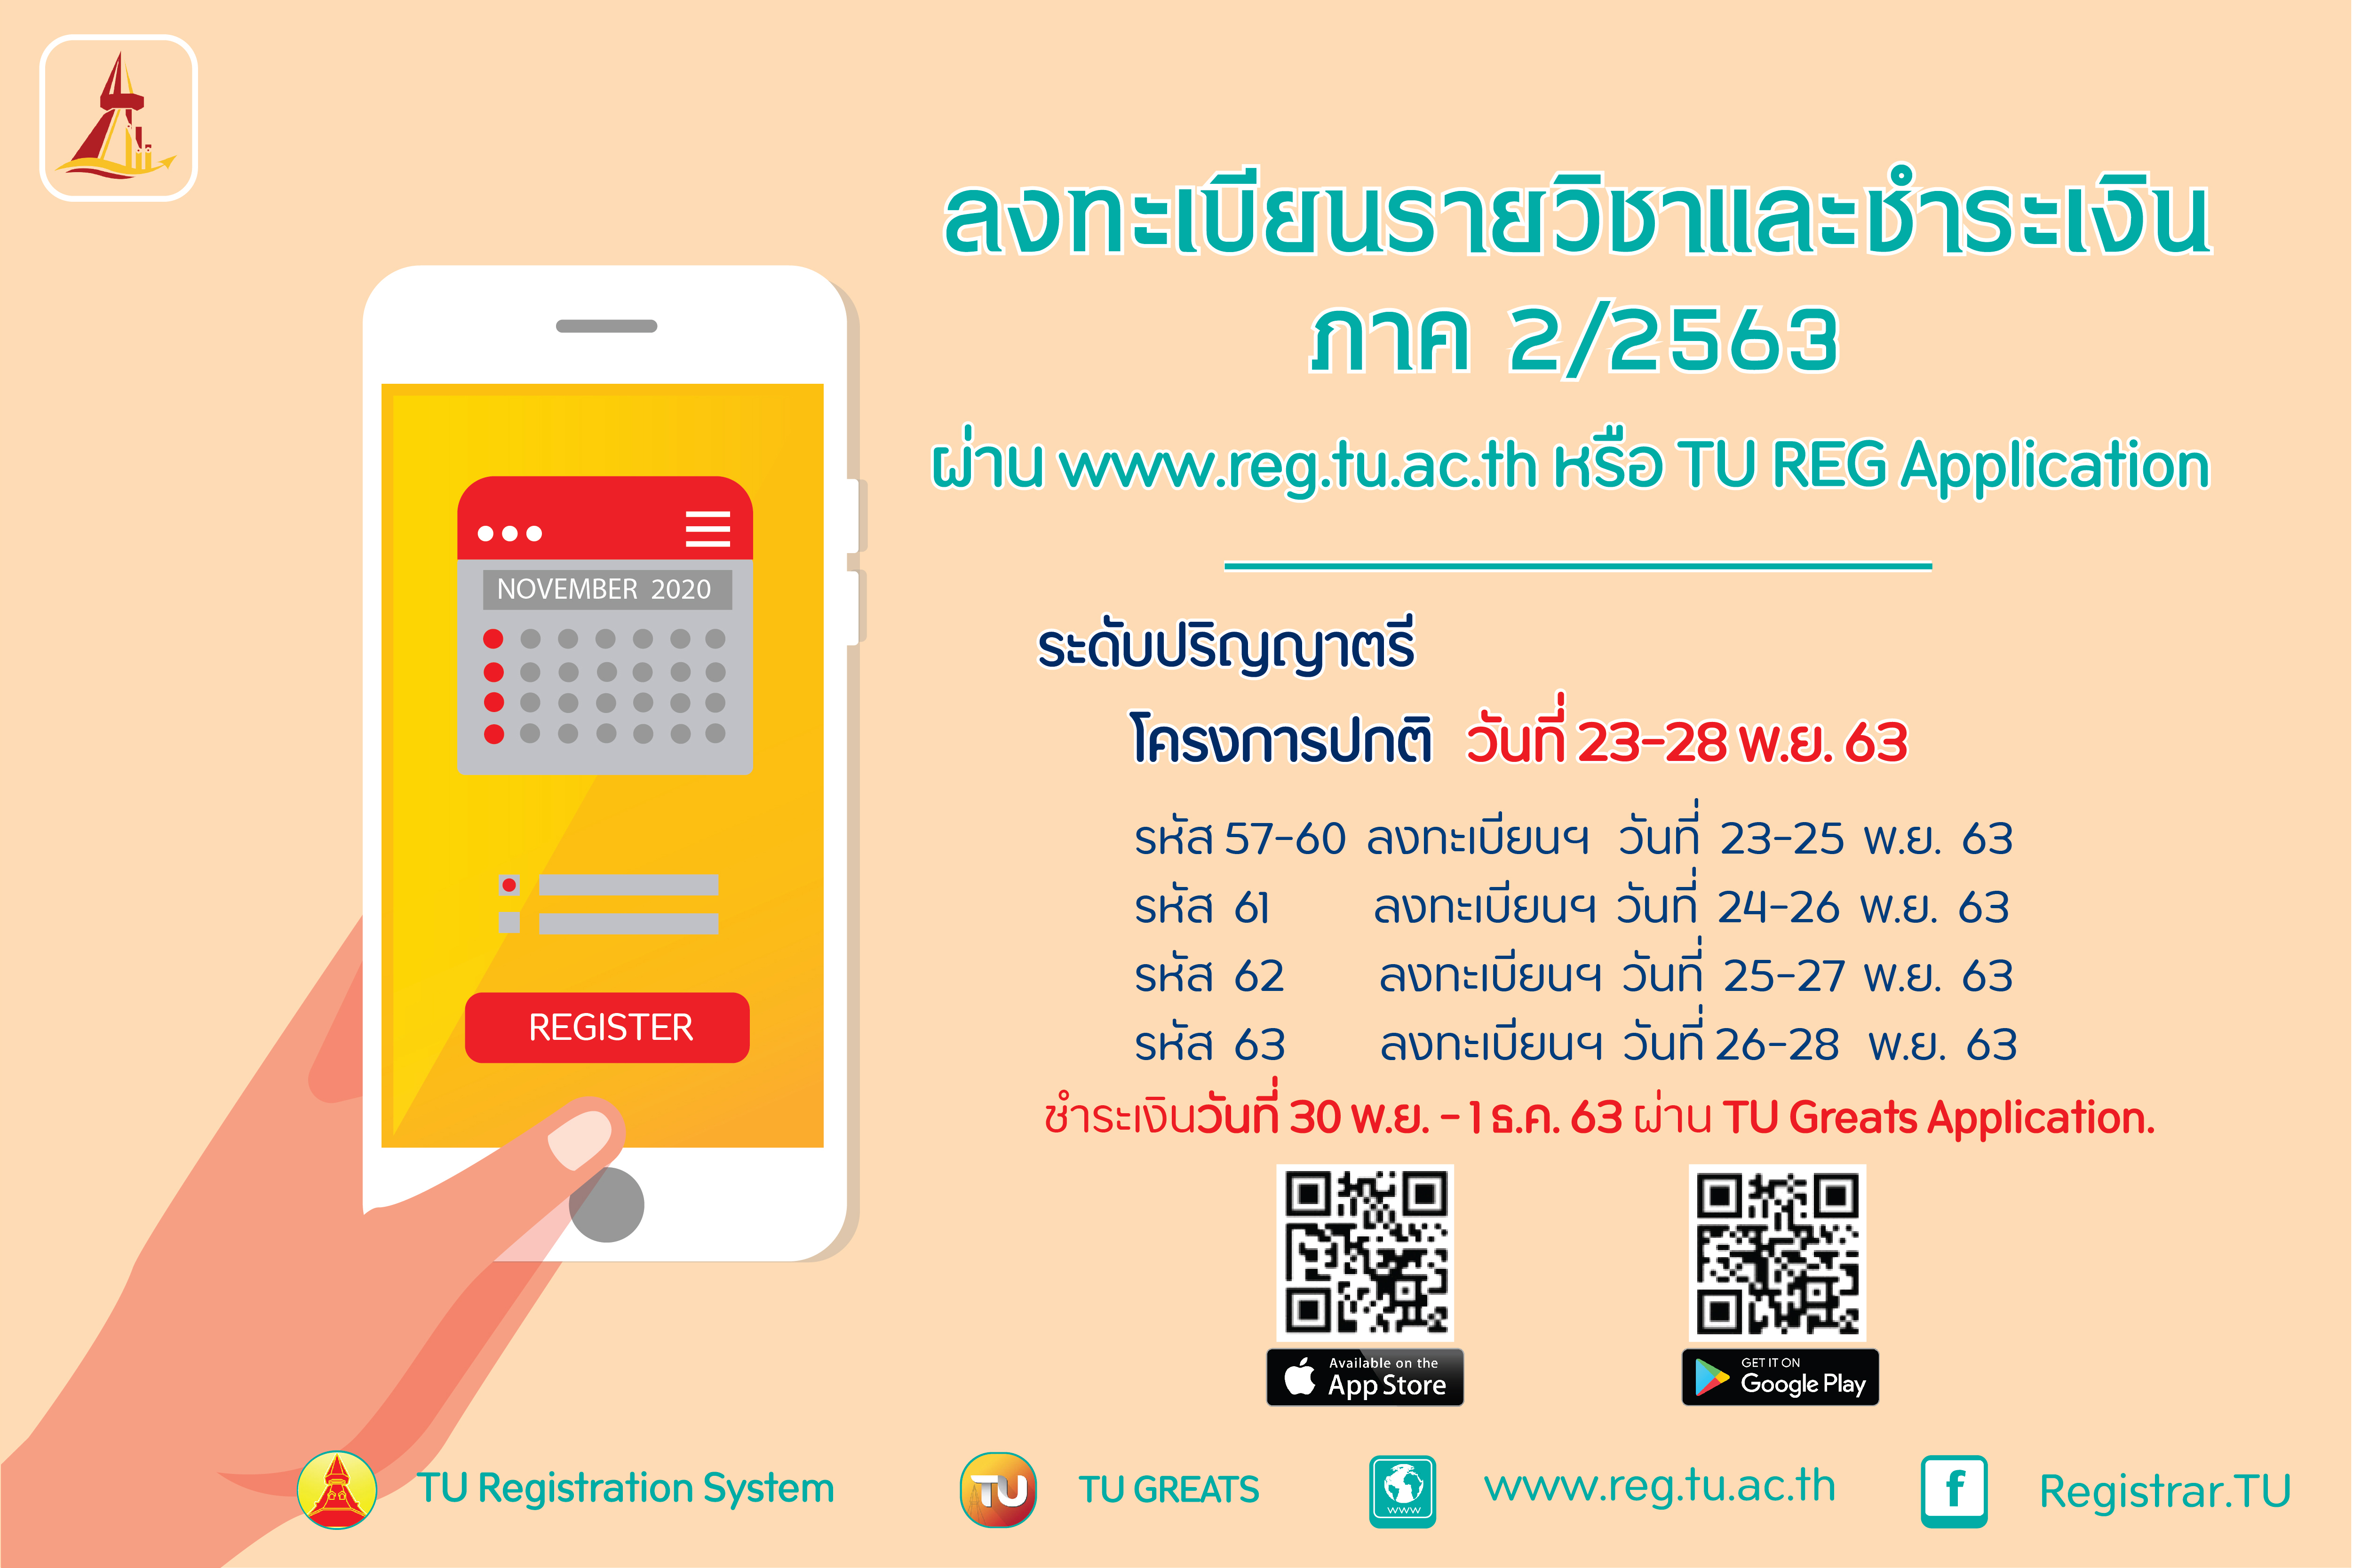 ลงทะเบียนรายวิชาและชำระเงิน
ภาค 2/2563
ผ่าน www.reg.tu.ac.th หรือ TU REG Application
NOVEMBER 2020
REGISTER
ระดับปริญญาตรี
โครงการปกติ วันที่ 23-28 พ.ย. 63
รหัส 57-60 ลงทะเบียนฯ วันที่ 23-25 พ.ย. 63
รหัส 61 ลงทะเบียนฯ วันที่ 24-26 พ.ย. 63
รหัส 62 ลงทะเบียนฯ วันที่ 25-27 พ.ย. 63
รหัส 63 ลงทะเบียนฯ วันที่ 26-28 พ.ย. 63
ชำระเงินวันที่ 30 พ.ย. - 1 ธ.ค. 63 ผ่าน TU Greats Application.
Available on the
App Store
GET IT ON
Google Play
TU Registration System
TU
TU GREATS
www
www.reg.tu.ac.th
f
Registrar.TU